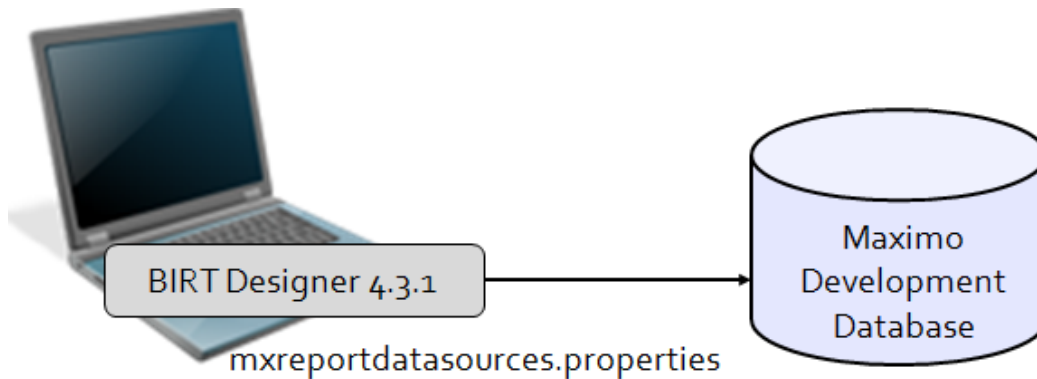 BIRT Designer 4.3.1
mxreportdatasources.properties
Maximo
Development
Database